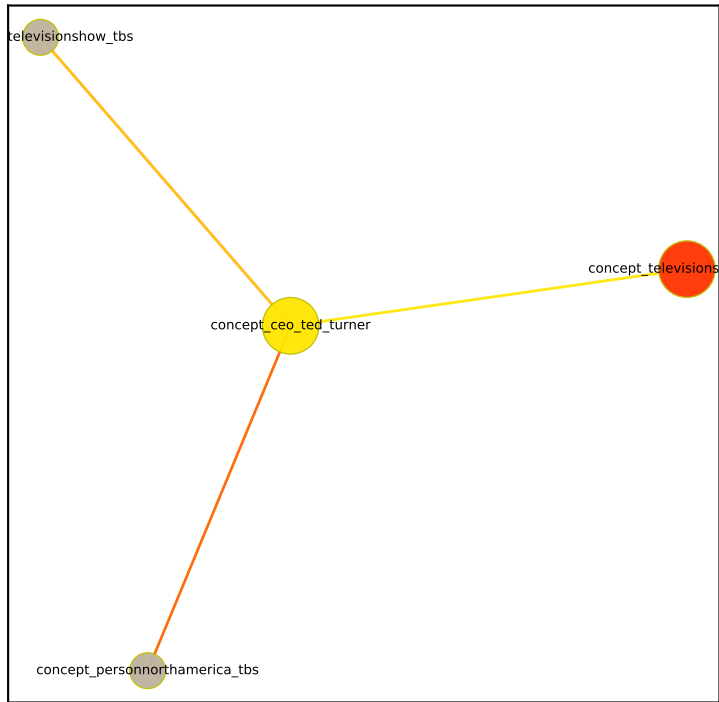 televisionshow_tbs
concept_televisions
concept_ceo_ted_turner
concept_personnorthamerica_tbs